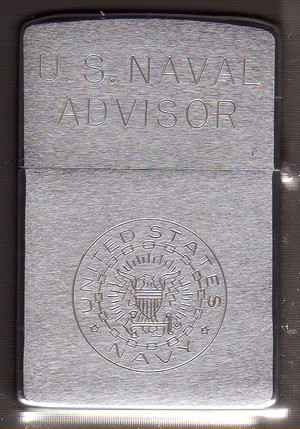 U.S. NAVAL
ADVISOR
UNITED STATES
NAVY